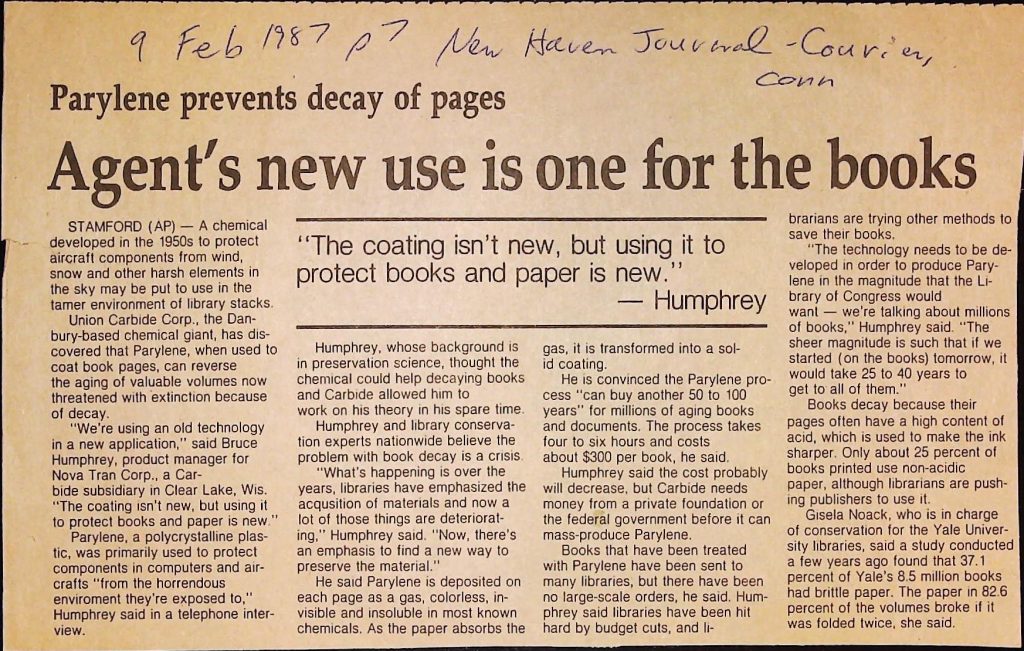 9 Feb 1987 p 7 New Haven Journal-Courier,
Conn
Parylene prevents decay of pages
Agent's new use is one for the books
STAMFORD (AP) — A chemical
developed in the 1950s to protect
aircraft components from wind,
snow and other harsh elements in
the sky may be put to use in the
tamer environment of library stacks.
Union Carbide Corp., the Dan-
bury-based chemical giant, has dis-
covered that Parylene, when used to
coat book pages, can reverse
the aging of valuable volumes now
threatened with extinction because
of decay.
"We're using an old technology
in a new application," said Bruce
Humphrey, product manager for
Nova Tran Corp., a Car-
bide subsidiary in Clear Lake, Wis.
"The coating isn't new, but using it
to protect books and paper is new."
Parylene, a polycrystalline plas-
tic, was primarily used to protect
components in computers and air-
crafts "from the horrendous
enviroment they're exposed to,"
Humphrey said in a telephone inter-
view.
"The coating isn't new, but using it to
protect books and paper is new."
— Humphrey
Humphrey, whose background is
in preservation science, thought the
chemical could help decaying books
and Carbide allowed him to
work on his theory in his spare time.
Humphrey and library conserva-
tion experts nationwide believe the
problem with book decay is a crisis.
"What's happening is over the
years, libraries have emphasized the
acqusition of materials and now a
lot of those things are deteriorat-
ing," Humphrey said. "Now, there's
an emphasis to find a new way to
preserve the material."
He said Parylene is deposited on
each page as a gas, colorless, in-
visible and insoluble in most known
chemicals. As the paper absorbs the
gas, it is transformed into a sol-
id coating.
He is convinced the Parylene pro-
cess "can buy another 50 to 100
years" for millions of aging books
and documents. The process takes
four to six hours and costs
about $300 per book, he said.
Humphrey said the cost probably
will decrease, but Carbide needs
money from a private foundation or
the federal government before it can
mass-produce Parylene.
Books that have been treated
with Parylene have been sent to
many libraries, but there have been
no large-scale orders, he said. Hum-
phrey said libraries have been hit
hard by budget cuts, and li-
brarians are trying other methods to
save their books.
"The technology needs to be de-
veloped in order to produce Pary-
lene in the magnitude that the Li-
brary of Congress would
want — we're talking about millions
of books," Humphrey said. "The
sheer magnitude is such that if we
started (on the books) tomorrow, it
would take 25 to 40 years to
get to all of them."
Books decay because their
pages often have a high content of
acid, which is used to make the ink
sharper. Only about 25 percent of
books printed use non-acidic
paper, although librarians are push-
ing publishers to use it.
Gisela Noack, who is in charge
of conservation for the Yale Univer-
sity libraries, said a study conducted
a few years ago found that 37.1
percent of Yale's 8.5 million books
had brittle paper. The paper in 82.6
percent of the volumes broke if it
was folded twice, she said.